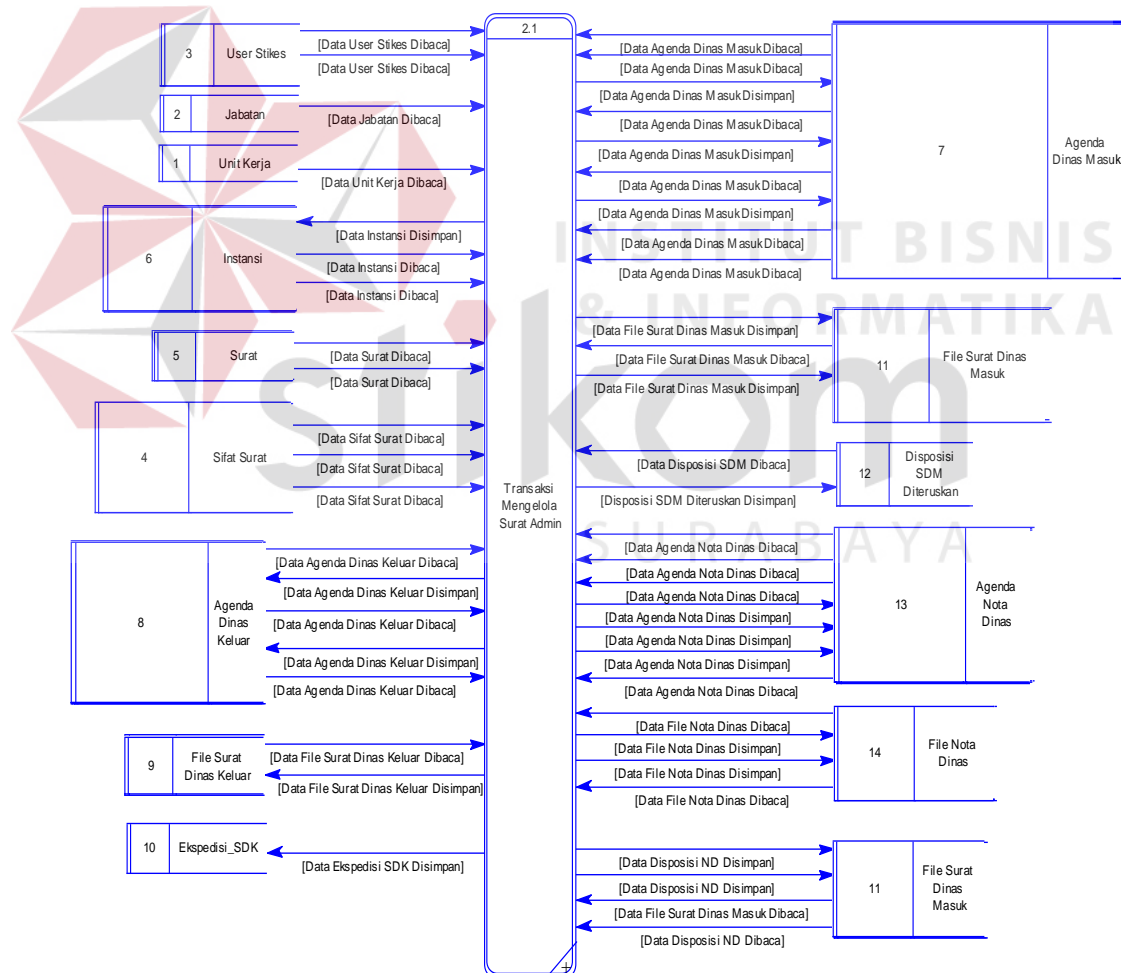 2.1
Transaksi
Mengelola
Surat Admin
3
User Stikes
[Data User Stikes Dibaca]
[Data User Stikes Dibaca]
2
Jabatan
[Data Jabatan Dibaca]
1
Unit Kerja
[Data Unit Kerja Dibaca]
6
Instansi
[Data Instansi Disimpan]
[Data Instansi Dibaca]
[Data Instansi Dibaca]
5
Surat
[Data Surat Dibaca]
[Data Surat Dibaca]
4
Sifat Surat
[Data Sifat Surat Dibaca]
[Data Sifat Surat Dibaca]
[Data Sifat Surat Dibaca]
8
Agenda
Dinas
Keluar
[Data Agenda Dinas Keluar Dibaca]
[Data Agenda Dinas Keluar Disimpan]
[Data Agenda Dinas Keluar Dibaca]
[Data Agenda Dinas Keluar Disimpan]
[Data Agenda Dinas Keluar Dibaca]
9
File Surat
Dinas Keluar
[Data File Surat Dinas Keluar Dibaca]
[Data File Surat Dinas Keluar Disimpan]
10
Ekspedisi_SDK
[Data Ekspedisi SDK Disimpan]
[Data Agenda Dinas Masuk Dibaca]
[Data Agenda Dinas Masuk Dibaca]
[Data Agenda Dinas Masuk Disimpan]
[Data Agenda Dinas Masuk Dibaca]
[Data Agenda Dinas Masuk Disimpan]
[Data Agenda Dinas Masuk Dibaca]
[Data Agenda Dinas Masuk Disimpan]
[Data Agenda Dinas Masuk Dibaca]
[Data Agenda Dinas Masuk Dibaca]
7
Agenda
Dinas Masuk
[Data File Surat Dinas Masuk Disimpan]
[Data File Surat Dinas Masuk Dibaca]
[Data File Surat Dinas Masuk Disimpan]
11
File Surat Dinas
Masuk
[Data Disposisi SDM Dibaca]
[Disposisi SDM Diteruskan Disimpan]
12
Disposisi
SDM
Diteruskan
[Data Agenda Nota Dinas Dibaca]
[Data Agenda Nota Dinas Dibaca]
[Data Agenda Nota Dinas Dibaca]
[Data Agenda Nota Dinas Disimpan]
[Data Agenda Nota Dinas Disimpan]
[Data Agenda Nota Dinas Disimpan]
[Data Agenda Nota Dinas Dibaca]
13
Agenda
Nota
Dinas
[Data File Nota Dinas Dibaca]
[Data File Nota Dinas Disimpan]
[Data File Nota Dinas Disimpan]
[Data File Nota Dinas Dibaca]
14
File Nota
Dinas
[Data Disposisi ND Disimpan]
[Data Disposisi ND Disimpan]
[Data File Surat Dinas Masuk Dibaca]
[Data Disposisi ND Dibaca]
11
File Surat
Dinas
Masuk
INSTITUT BISNIS
& INFORMATIKA
stikom
SURABAYA